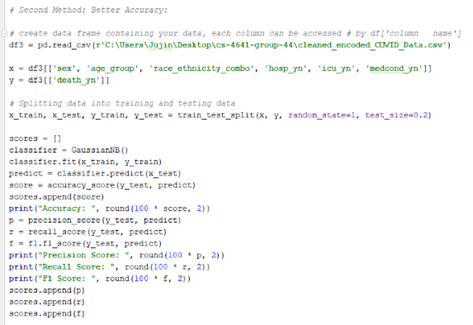 # Second Method: Better Accuracy:
# create data frame containing your data, each column can be accessed # by df['column   name']
df3 = pd.read_csv(r'C:\Users\Jujin\Desktop\cs-4641-group-44\cleaned_encoded_COVID_Data.csv')
x = df3[['sex', 'age_group', 'race_ethnicity_combo', 'hosp_yn', 'icu_yn', 'medcond_yn']]
y = df3[['death_yn']]
# Splitting data into training and testing data
x_train, x_test, y_train, y_test = train_test_split(x, y, random_state=1, test_size=0.2)
scores = []
classifier = GaussianNB()
classifier.fit(x_train, y_train)
predict = classifier.predict(x_test)
score = accuracy_score(y_test, predict)
scores.append(score)
print("Accuracy: ", round(100 * score, 2))
p = precision_score(y_test, predict)
r = recall_score(y_test, predict)
f = f1.f1_score(y_test, predict)
print("Precision Score: ", round(100 * p, 2))
print("Recall Score: ", round(100 * r, 2))
print("F1 Score: ", round(100 * f, 2))
scores.append(p)
scores.append(r)
scores.append(f)